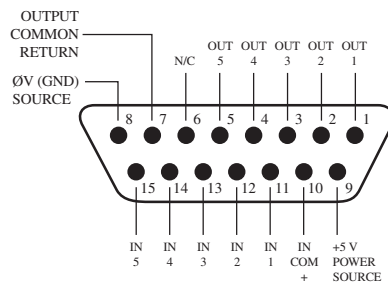 OUTPUT
COMMON
RETURN
ØV (GND)
SOURCE
N/C
OUT
5
OUT
4
OUT
3
OUT
2
OUT
1
8 7 6 5 4 3 2 1
15 14 13 12 11 10 9
IN
5
IN
4
IN
3
IN
2
IN
1
IN
COM
+
+5 V
POWER
SOURCE